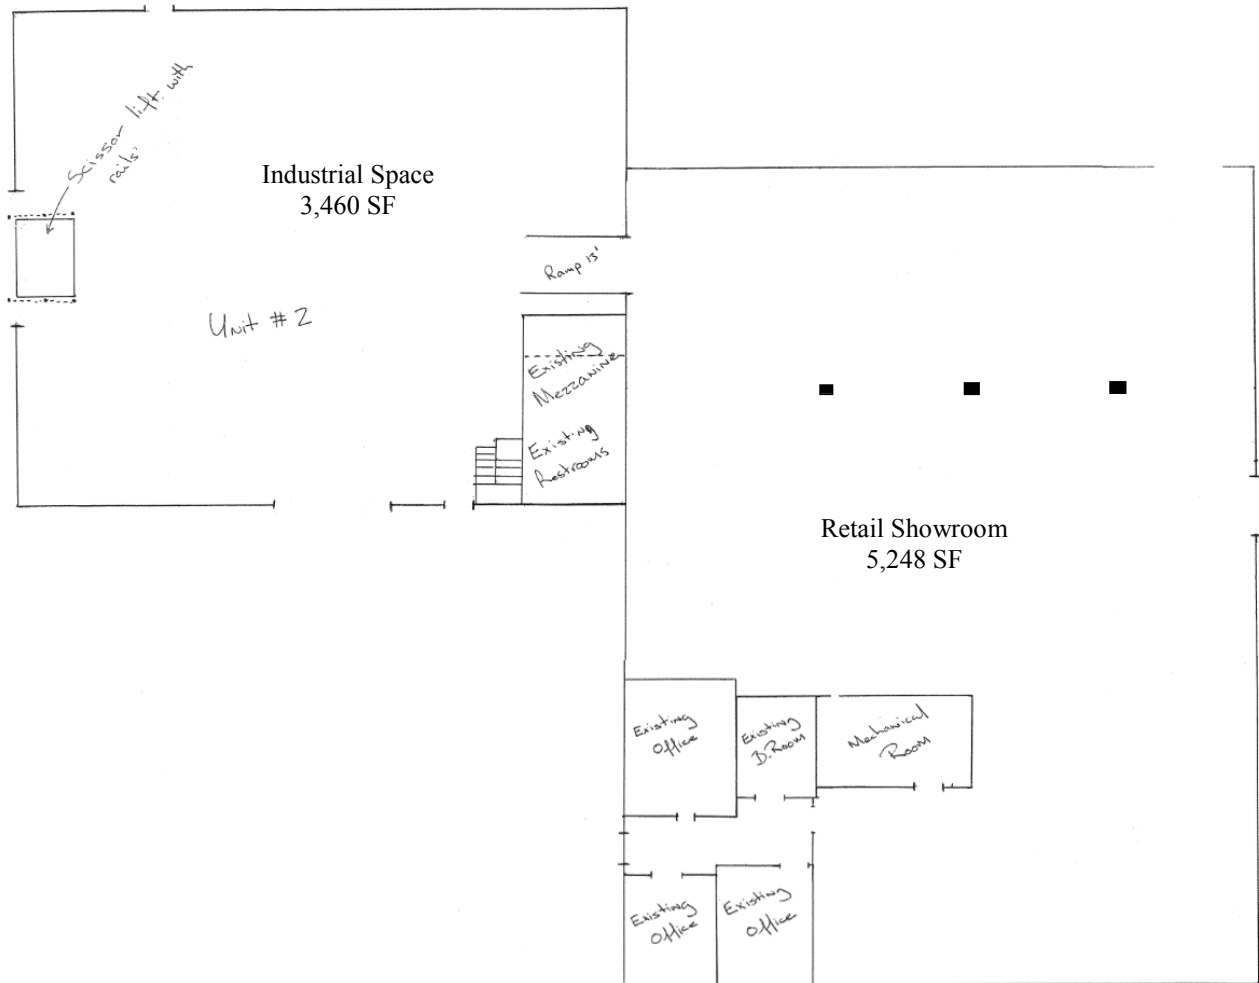 Scissor lift with
rails
Industrial Space
3,460 SF
Ramp 13'
Unit # 2
Existing
Mezzanine
Existing
Restrooms
Retail Showroom
5,248 SF
Existing
Office
Existing
B.Room
Mechanical
Room
Existing
Office
Existing
Office